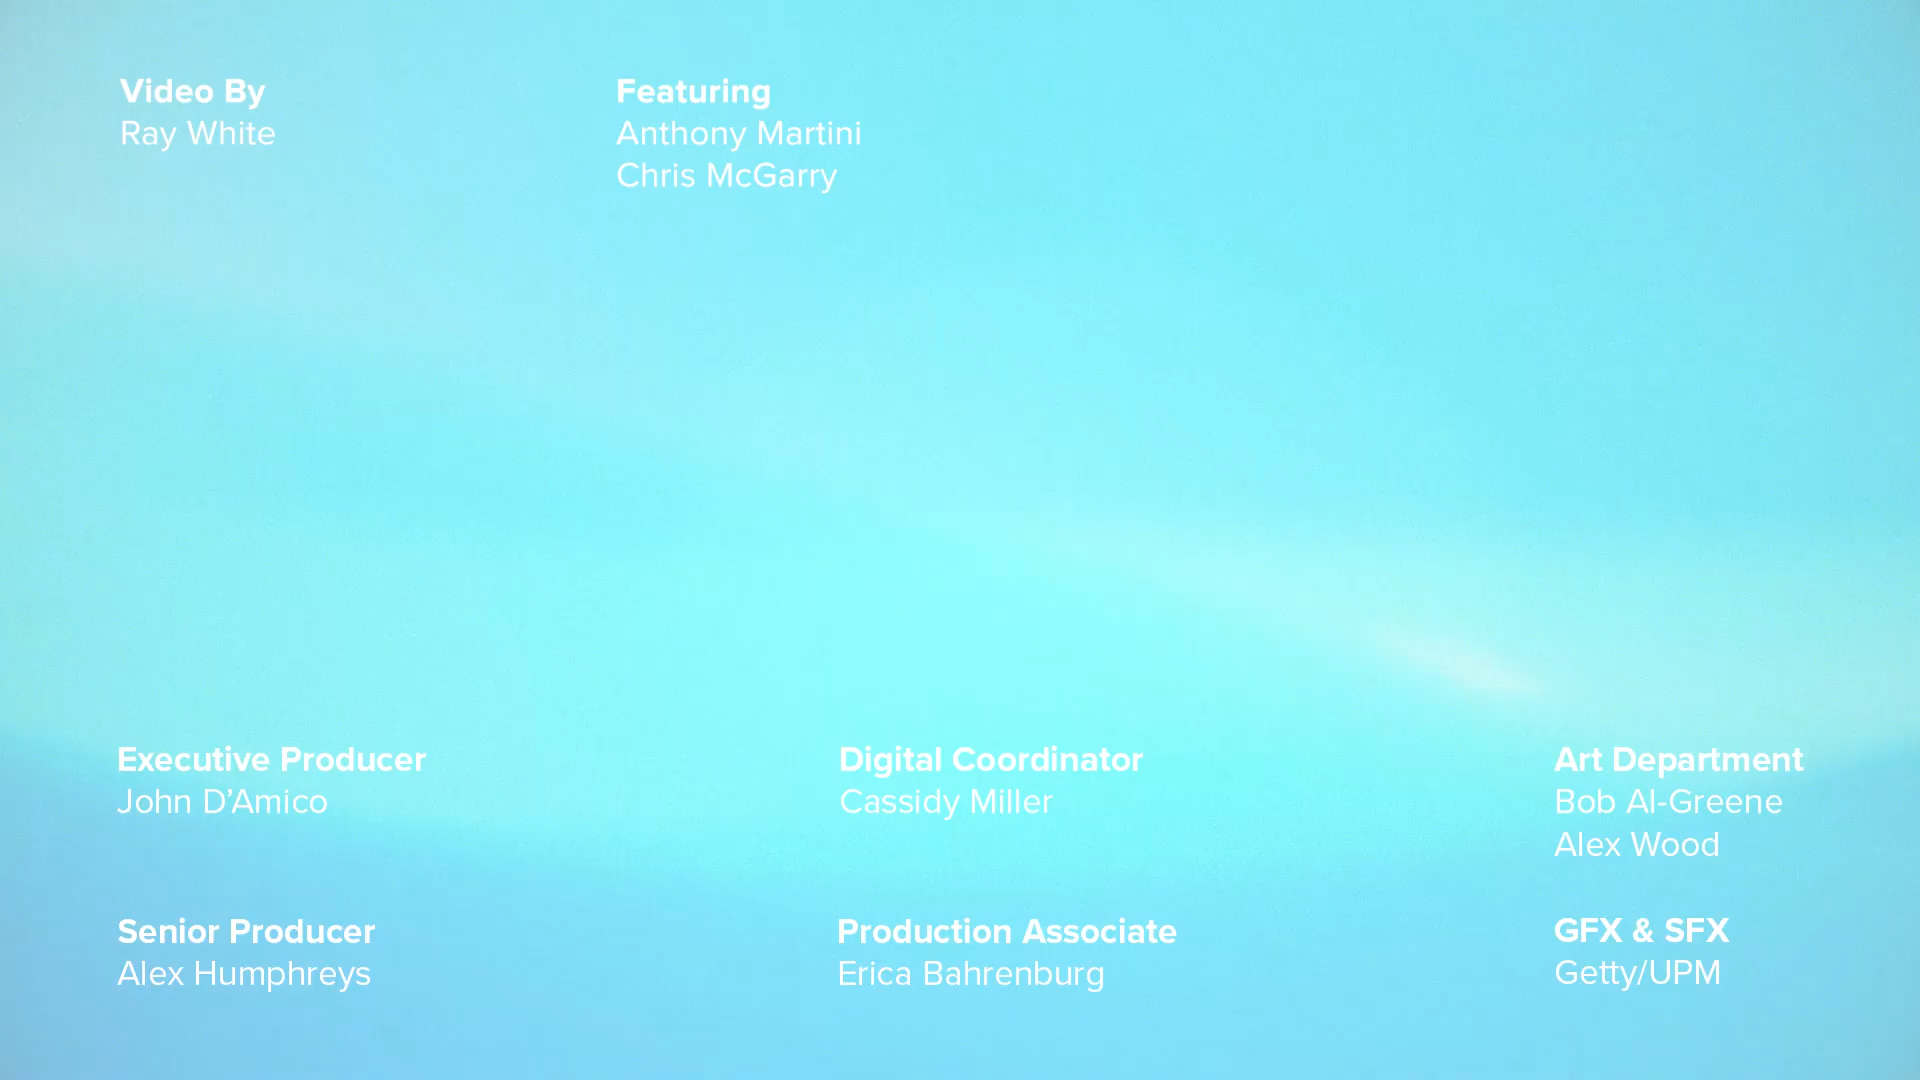 Video By
Ray White
Featuring
Anthony Martini
Chris McGarry
Executive Producer
John D’Amico
Digital Coordinator
Cassidy Miller
Art Department
Bob Al-Greene
Alex Wood
Senior Producer
Alex Humphreys
Production Associate
Erica Bahrenburg
GFX & SFX
Getty/UPM